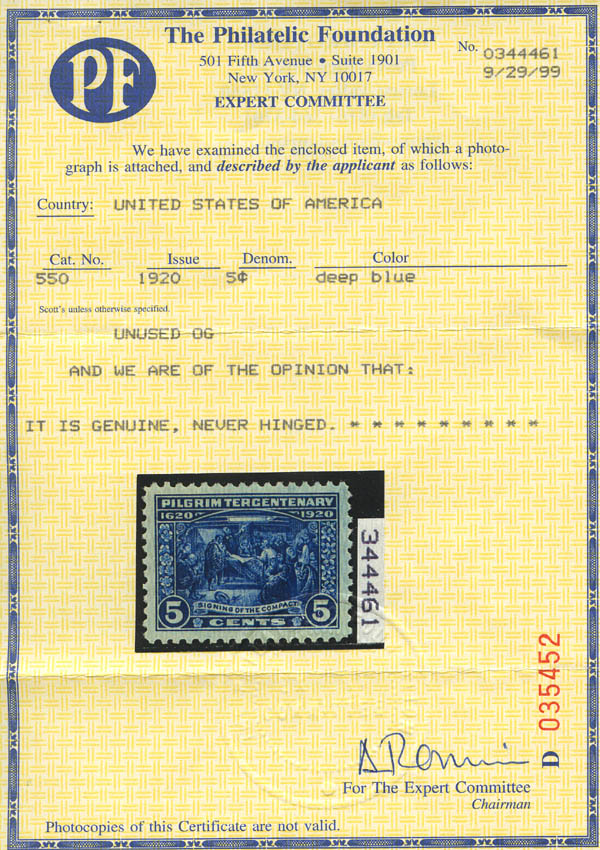 PF
The Philatelic Foundation
501 Fifth Avenue • Suite 1901
New York, NY 10017
EXPERT COMMITTEE
No. 0344461
9/29/99
We have examined the enclosed item, of which a photo-
graph is attached, and described by the applicant as follows:
Country: UNITED STATES OF AMERICA
Cat. No. Issue Denom. Color
550 1920 5¢ deep blue
Scott's unless otherwise specified.
UNUSED OG
AND WE ARE OF THE OPINION THAT:
IT IS GENUINE, NEVER HINGED. * * * * * * * * *
PILGRIM TERCENTENARY
1620 1920
SIGNING OF THE COMPACT
5 CENTS 5
344461
D 035452
For The Expert Committee
Chairman
Photocopies of this Certificate are not valid.